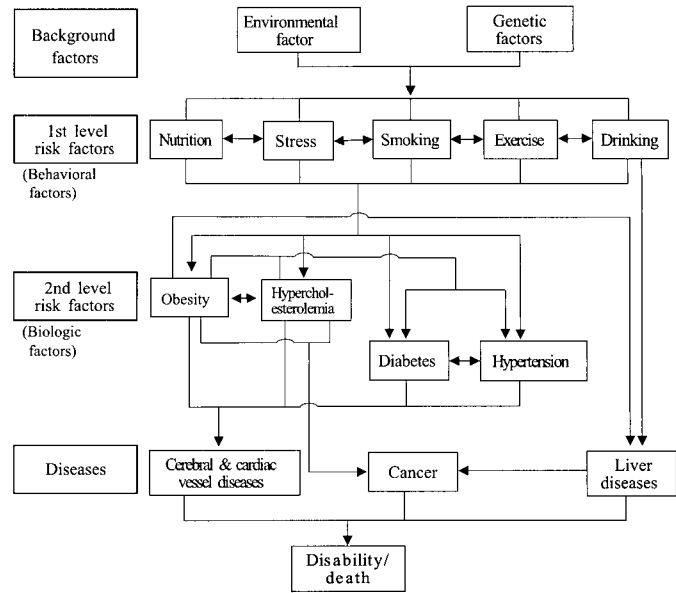 Background
factors
Environmental
factor
Genetic
factors
1st level
risk factors
(Behavioral
factors)
Nutrition
Stress
Smoking
Exercise
Drinking
2nd level
risk factors
(Biologic
factors)
Obesity
Hyperchol-
esterolemia
Diabetes
Hypertension
Diseases
Cerebral & cardiac
vessel diseases
Cancer
Liver
diseases
Disability/
death